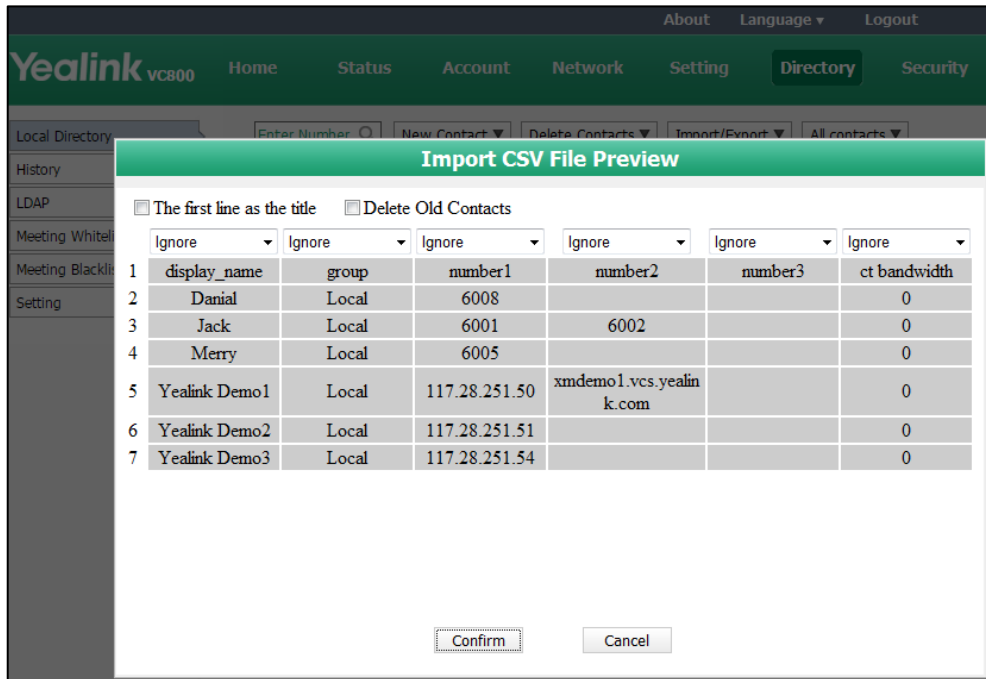 About Language ▾ Logout
Yealink VC800 Home Status Account Network Setting Directory Security
Local Directory Enter Number New Contact ▼ Delete Contacts ▼ Import/Export ▼ All contacts ▼
Import CSV File Preview
History
LDAP
Meeting Whiteli
Meeting Blacklis
Setting
The first line as the title Delete Old Contacts
Ignore Ignore Ignore Ignore Ignore Ignore
1 display_name group number1 number2 number3 ct bandwidth
2 Danial Local 6008 0
3 Jack Local 6001 6002 0
4 Merry Local 6005 0
5 Yealink Demo1 Local 117.28.251.50 xmdemo1.vcs.yealin 0
k.com
6 Yealink Demo2 Local 117.28.251.51 0
7 Yealink Demo3 Local 117.28.251.54 0
Confirm Cancel